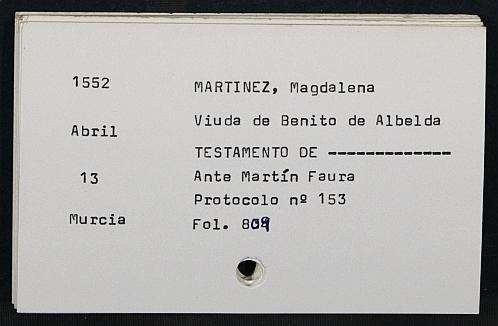 1552
MARTINEZ, Magdalena
Abril
Viuda de Benito de Albelda
TESTAMENTO DE -------------
13
Ante Martín Faura
Protocolo nº 153
Murcia
Fol. 809